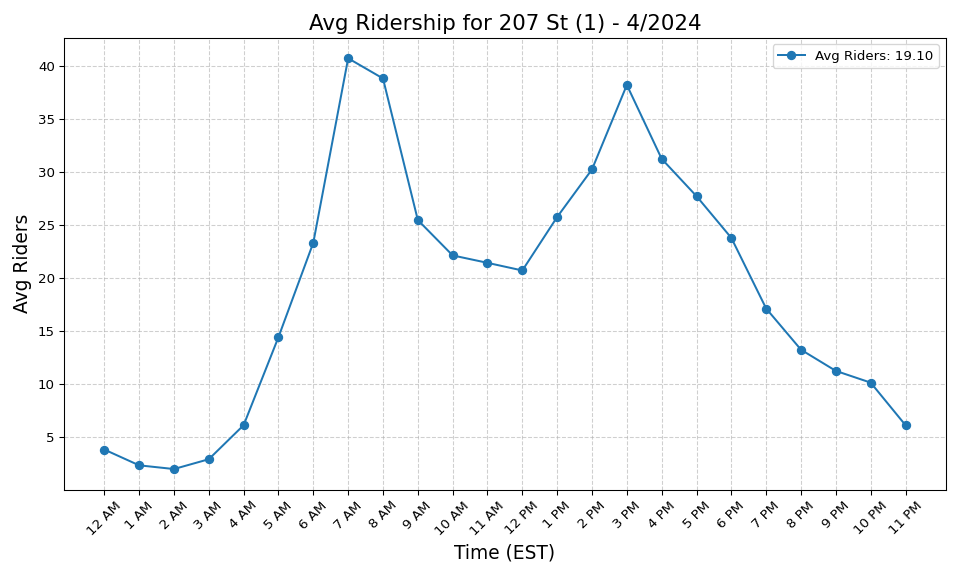 Avg Ridership for 207 St (1) - 4/2024
Avg Riders: 19.10
Avg Riders
40
35
30
25
20
15
10
5
12 AM
1 AM
2 AM
3 AM
4 AM
5 AM
6 AM
7 AM
8 AM
9 AM
10 AM
11 AM
12 PM
1 PM
2 PM
3 PM
4 PM
5 PM
6 PM
7 PM
8 PM
9 PM
10 PM
11 PM
Time (EST)